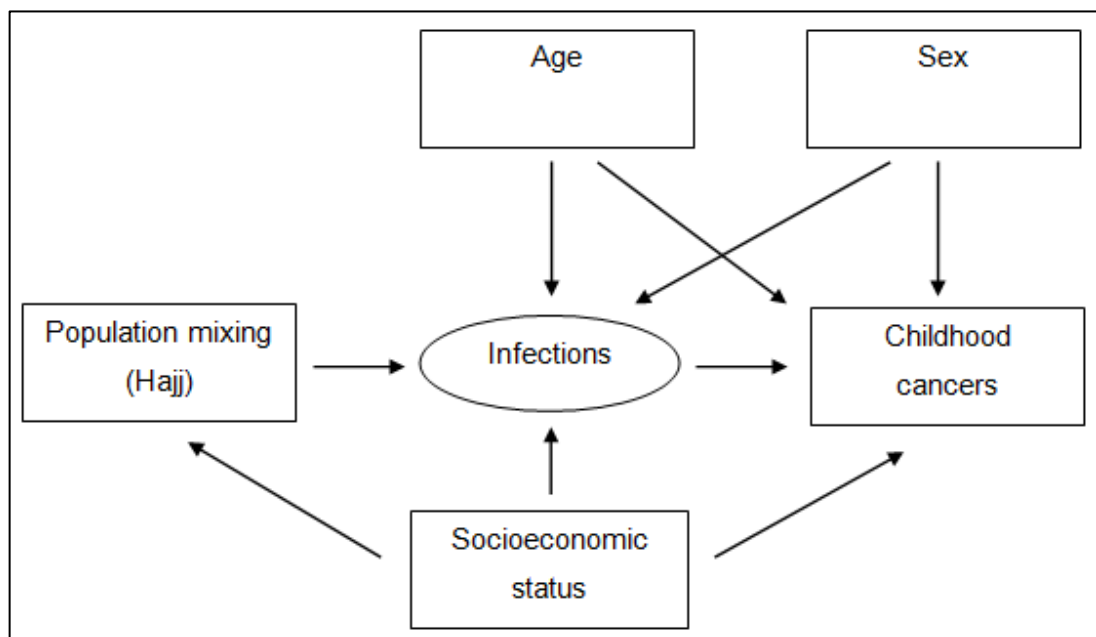 Age
Sex
Population mixing
(Hajj)
Infections
Childhood
cancers
Socioeconomic
status